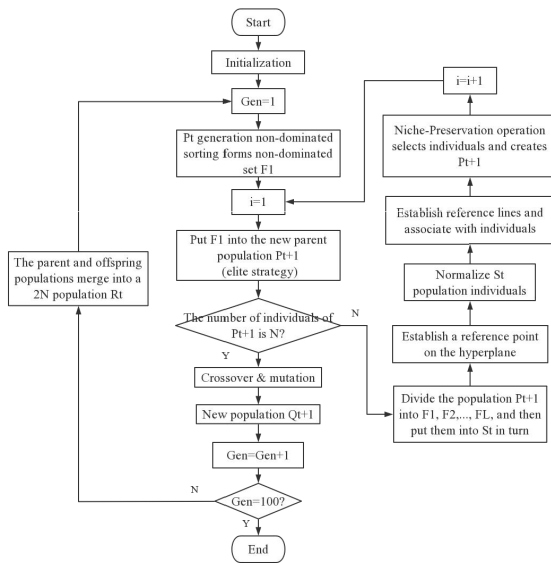 Start
Initialization
Gen=1
Pt generation non-dominated
sorting forms non-dominated
set F1
i=1
Put F1 into the new parent
population Pt+1
(elite strategy)
The number of individuals of
Pt+1 is N?
Y
N
Crossover & mutation
New population Qt+1
Gen=Gen+1
Gen=100?
N
Y
End
The parent and offspring
populations merge into a
2N population Rt
i=i+1
Niche-Preservation operation
selects individuals and creates
Pt+1
Establish reference lines and
associate with individuals
Normalize St
population individuals
Establish a reference point
on the hyperplane
Divide the population Pt+1
into F1, F2,..., FL, and then
put them into St in turn